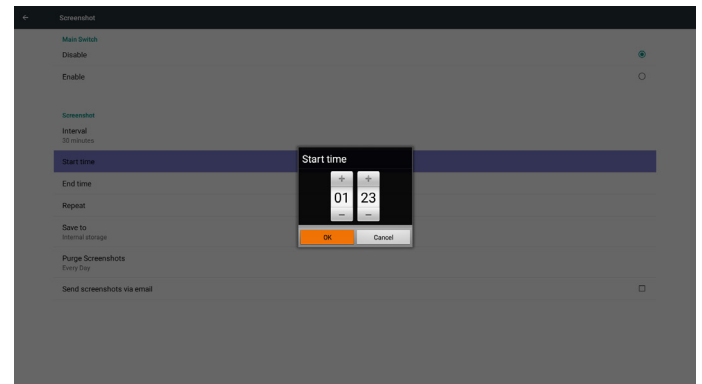 Screenshot
Main Switch
Disable
Enable
Screenshot
Interval
30 minutes
Start time
End time
Repeat
Save to
Internal storage
Purge Screenshots
Every Day
Send screenshots via email
Start time
+ +
01 23
− −
OK Cancel